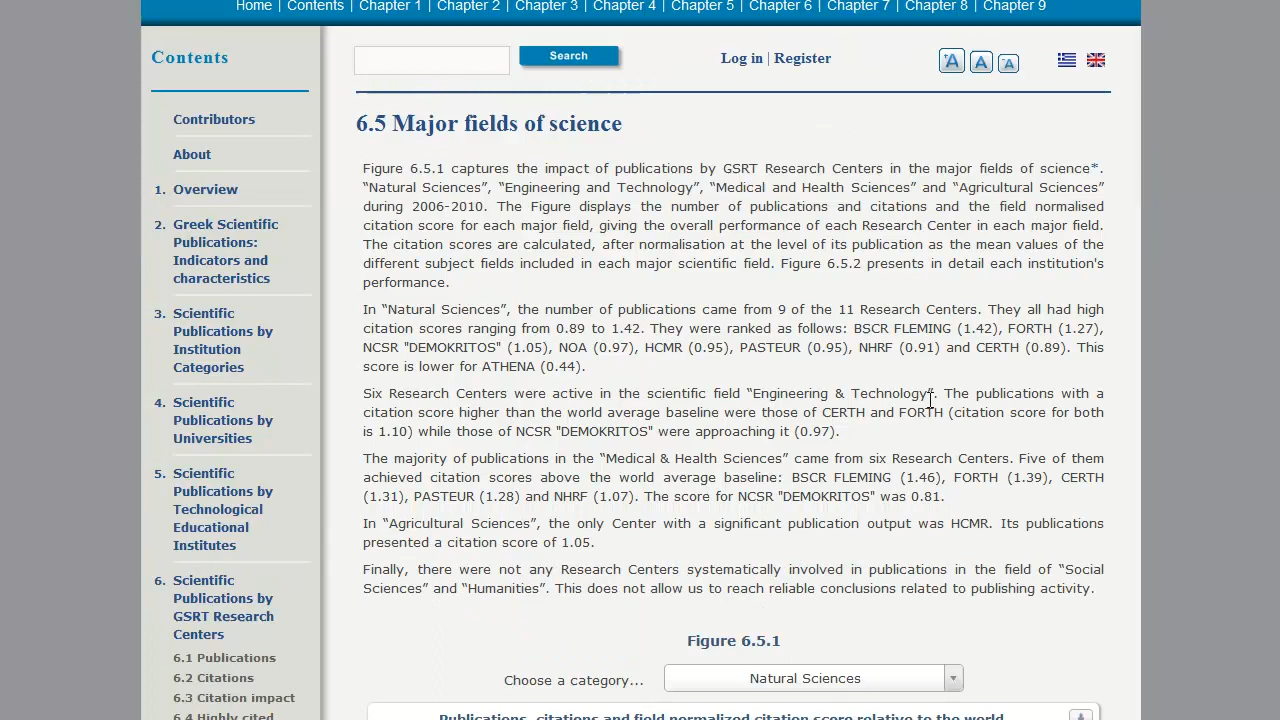 Home | Contents | Chapter 1 | Chapter 2 | Chapter 3 | Chapter 4 | Chapter 5 | Chapter 6 | Chapter 7 | Chapter 8 | Chapter 9
Contents
Contributors
About
1. Overview
2. Greek Scientific
Publications:
Indicators and
characteristics
3. Scientific
Publications by
Institution
Categories
4. Scientific
Publications by
Universities
5. Scientific
Publications by
Technological
Educational
Institutes
6. Scientific
Publications by
GSRT Research
Centers
6.1 Publications
6.2 Citations
6.3 Citation impact
6.4 Highly cited
Search
Log in | Register
+A A -A
6.5 Major fields of science
Figure 6.5.1 captures the impact of publications by GSRT Research Centers in the major fields of science*.
“Natural Sciences”, “Engineering and Technology”, “Medical and Health Sciences” and “Agricultural Sciences”
during 2006-2010. The Figure displays the number of publications and citations and the field normalised
citation score for each major field, giving the overall performance of each Research Center in each major field.
The citation scores are calculated, after normalisation at the level of its publication as the mean values of the
different subject fields included in each major scientific field. Figure 6.5.2 presents in detail each institution's
performance.
In “Natural Sciences”, the number of publications came from 9 of the 11 Research Centers. They all had high
citation scores ranging from 0.89 to 1.42. They were ranked as follows: BSCR FLEMING (1.42), FORTH (1.27),
NCSR "DEMOKRITOS" (1.05), NOA (0.97), HCMR (0.95), PASTEUR (0.95), NHRF (0.91) and CERTH (0.89). This
score is lower for ATHENA (0.44).
Six Research Centers were active in the scientific field “Engineering & Technology”. The publications with a
citation score higher than the world average baseline were those of CERTH and FORTH (citation score for both
is 1.10) while those of NCSR "DEMOKRITOS" were approaching it (0.97).
The majority of publications in the “Medical & Health Sciences” came from six Research Centers. Five of them
achieved citation scores above the world average baseline: BSCR FLEMING (1.46), FORTH (1.39), CERTH
(1.31), PASTEUR (1.28) and NHRF (1.07). The score for NCSR "DEMOKRITOS" was 0.81.
In “Agricultural Sciences”, the only Center with a significant publication output was HCMR. Its publications
presented a citation score of 1.05.
Finally, there were not any Research Centers systematically involved in publications in the field of “Social
Sciences” and “Humanities”. This does not allow us to reach reliable conclusions related to publishing activity.
Figure 6.5.1
Choose a category... Natural Sciences
Publications, citations and field normalized citation score relative to the world